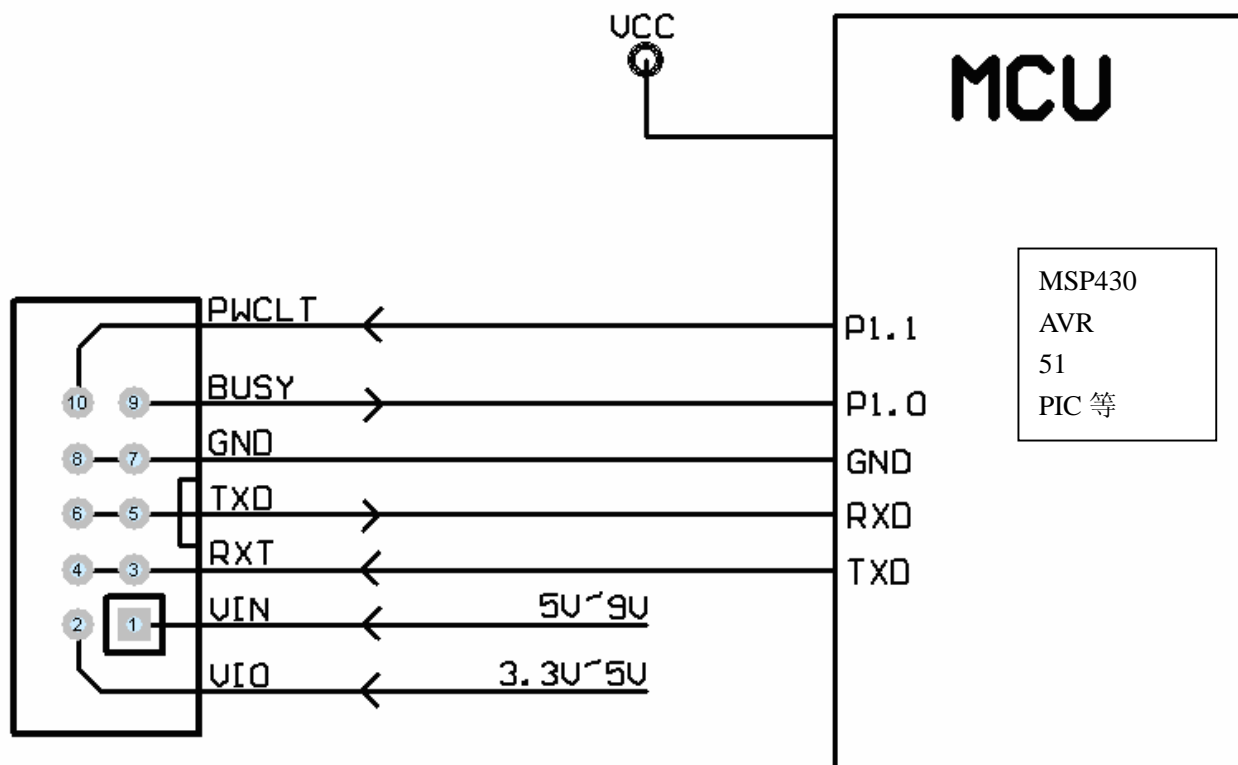 VCC
MCU
MSP430
AVR
51
PIC 等
PWCLT
P1.1
10
9
BUSY
P1.0
8
7
GND
GND
6
5
TXD
RXD
4
3
RXT
TXD
2
1
VIN
5V~9V
VIO
3.3V~5V